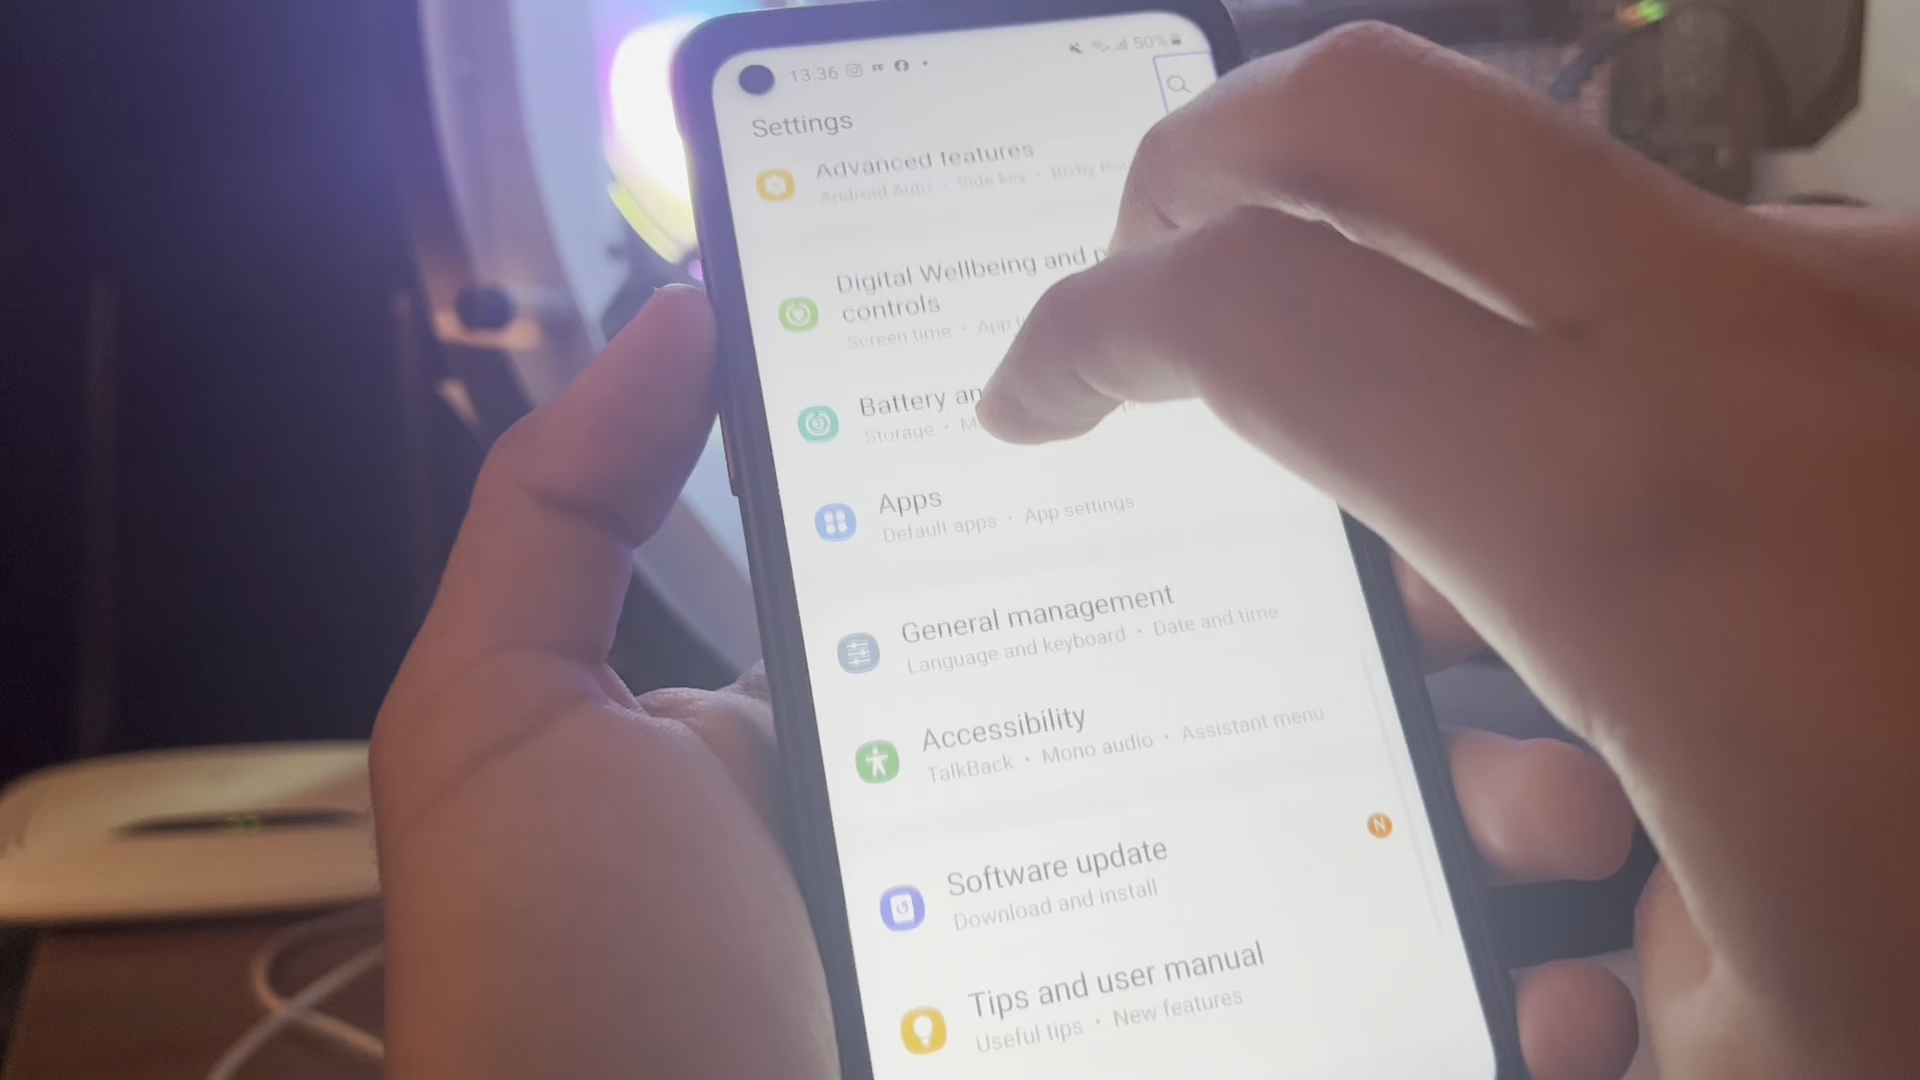 13:36
50%
Settings
Advanced features
Android Auto • Side key • Bixby
Digital Wellbeing and
controls
Screen time • App
Battery
Storage •
Apps
Default apps • App settings
General management
Language and keyboard • Date and time
Accessibility
TalkBack • Mono audio • Assistant menu
Software update
N
Download and install
Tips and user manual
Useful tips • New features